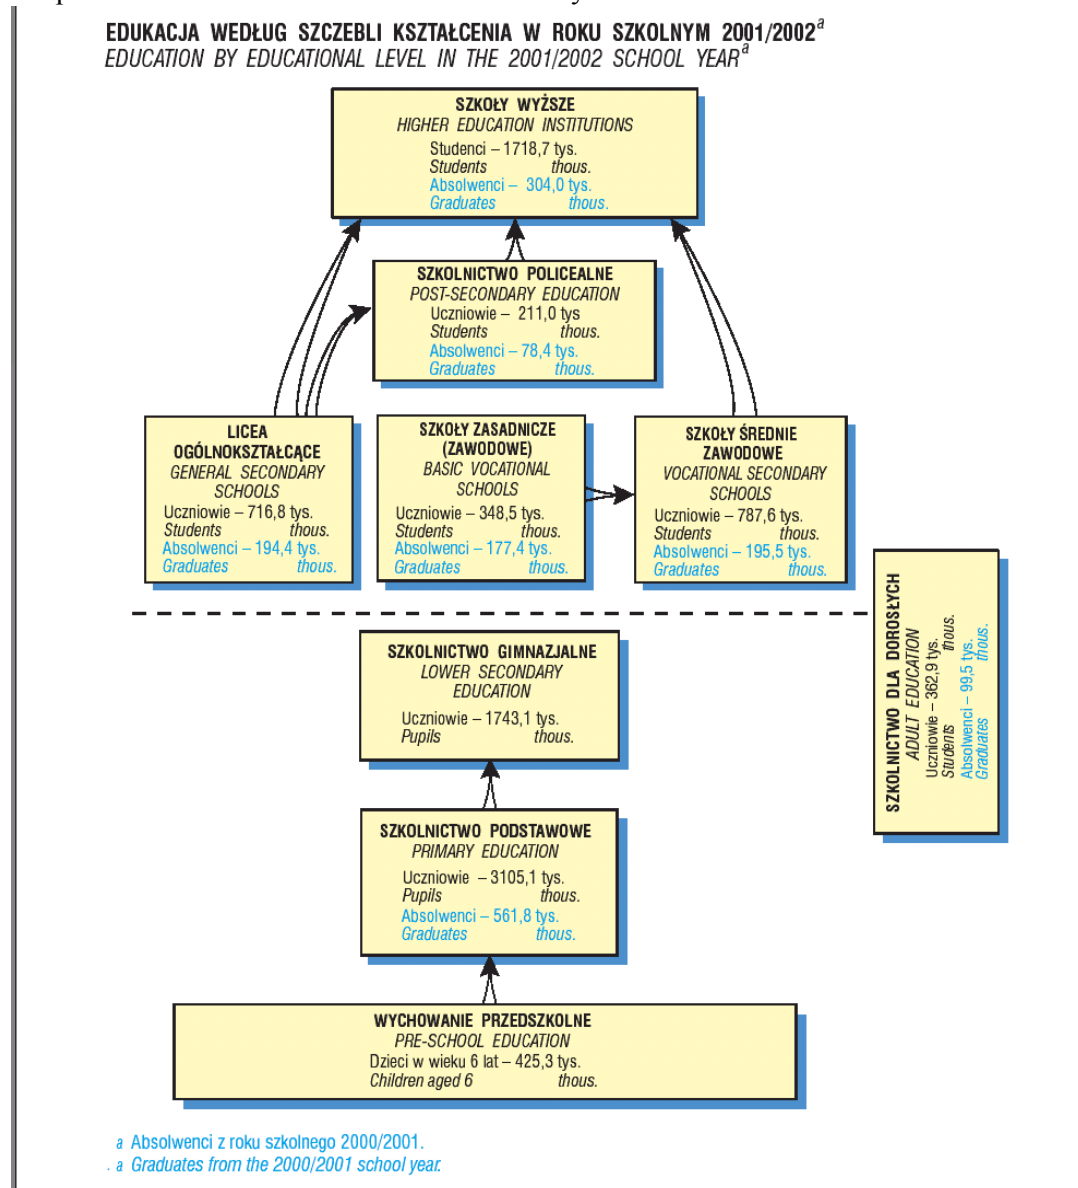 EDUKACJA WEDŁUG SZCZEBLI KSZTAŁCENIA W ROKU SZKOLNYM 2001/2002a
EDUCATION BY EDUCATIONAL LEVEL IN THE 2001/2002 SCHOOL YEARa
SZKOŁY WYŻSZE
HIGHER EDUCATION INSTITUTIONS
Studenci – 1718,7 tys.
Students thous.
Absolwenci – 304,0 tys.
Graduates thous.
SZKOLNICTWO POLICEALNE
POST-SECONDARY EDUCATION
Uczniowie – 211,0 tys
Students thous.
Absolwenci – 78,4 tys.
Graduates thous.
LICEA
OGÓLNOKSZTAŁCĄCE
GENERAL SECONDARY
SCHOOLS
Uczniowie – 716,8 tys.
Students thous.
Absolwenci – 194,4 tys.
Graduates thous.
SZKOŁY ZASADNICZE
(ZAWODOWE)
BASIC VOCATIONAL
SCHOOLS
Uczniowie – 348,5 tys.
Students thous.
Absolwenci – 177,4 tys.
Graduates thous.
SZKOŁY ŚREDNIE
ZAWODOWE
VOCATIONAL SECONDARY
SCHOOLS
Uczniowie – 787,6 tys.
Students thous.
Absolwenci – 195,5 tys.
Graduates thous.
SZKOLNICTWO DLA DOROSŁYCH
ADULT EDUCATION
Uczniowie – 362,9 tys.
Students thous.
Absolwenci – 99,5 tys.
Graduates thous.
SZKOLNICTWO GIMNAZJALNE
LOWER SECONDARY
EDUCATION
Uczniowie – 1743,1 tys.
Pupils thous.
SZKOLNICTWO PODSTAWOWE
PRIMARY EDUCATION
Uczniowie – 3105,1 tys.
Pupils thous.
Absolwenci – 561,8 tys.
Graduates thous.
WYCHOWANIE PRZEDSZKOLNE
PRE-SCHOOL EDUCATION
Dzieci w wieku 6 lat – 425,3 tys.
Children aged 6 thous.
a Absolwenci z roku szkolnego 2000/2001.
a Graduates from the 2000/2001 school year.